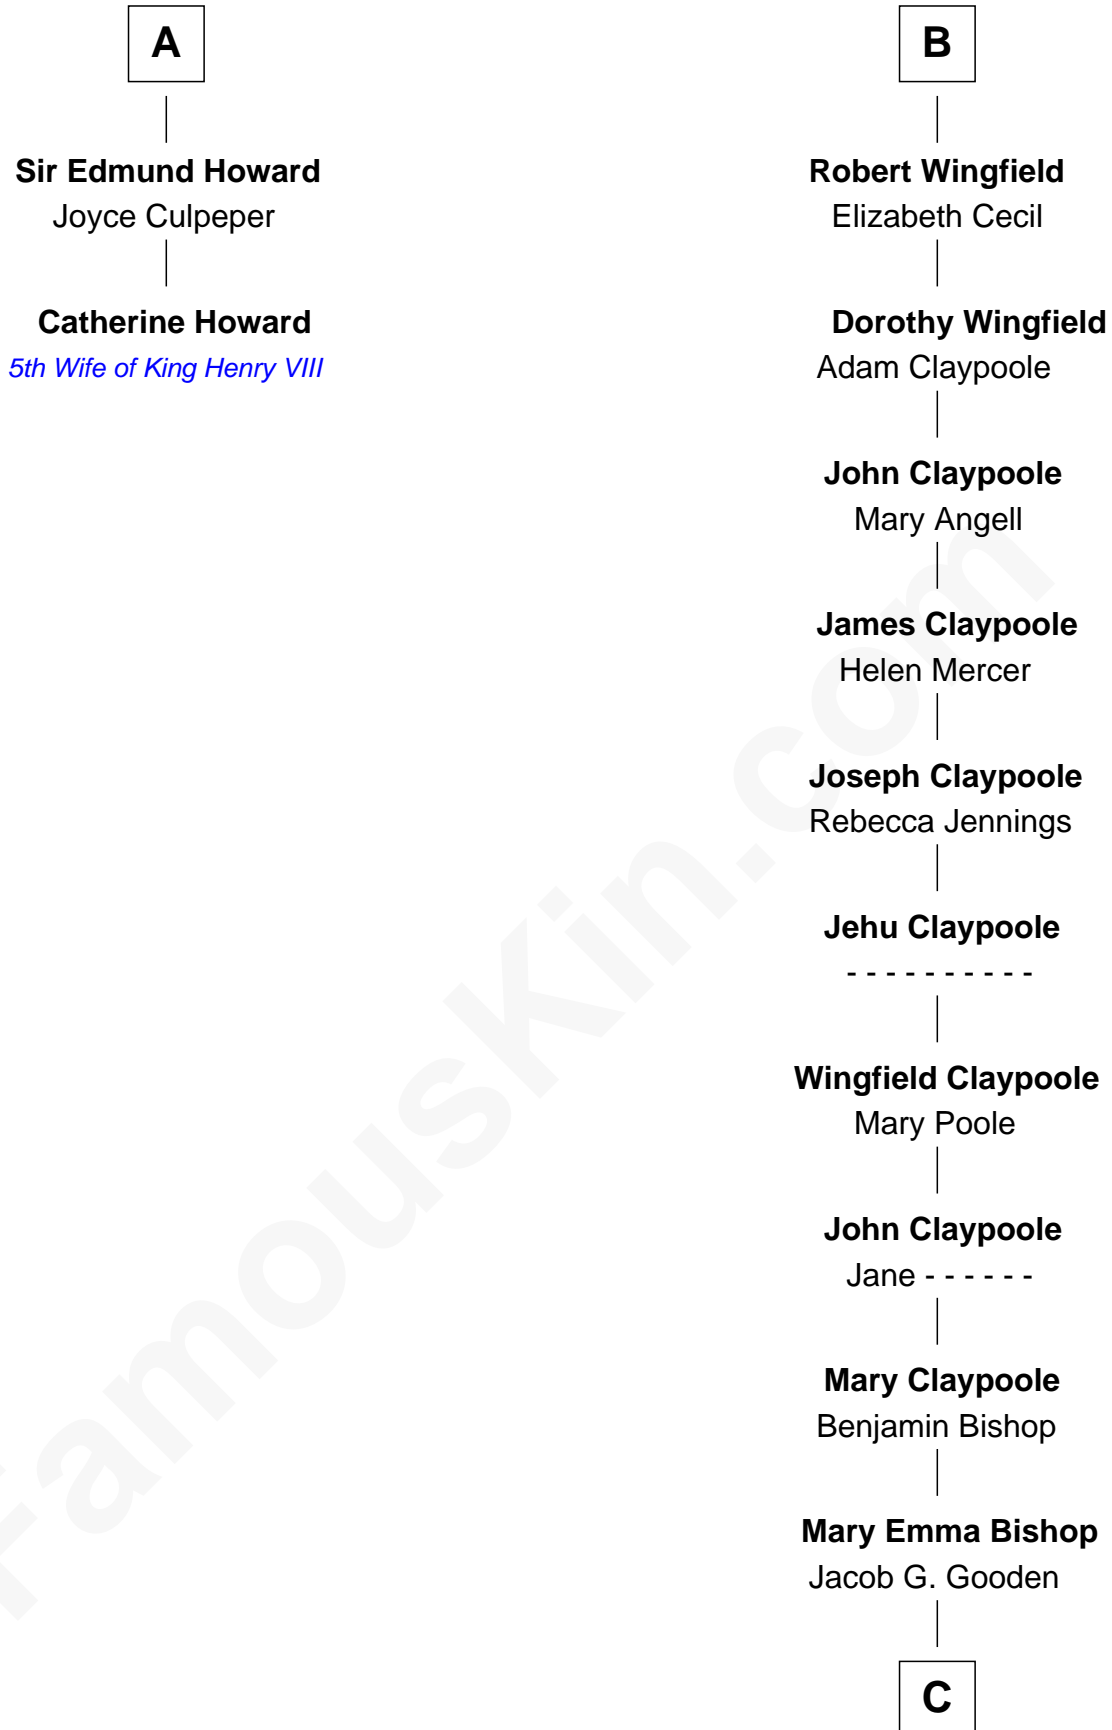 A
Sir Edmund Howard
Joyce Culpeper
Catherine Howard
5th Wife of King Henry VIII
B
Robert Wingfield
Elizabeth Cecil
Dorothy Wingfield
Adam Claypoole
John Claypoole
Mary Angell
James Claypoole
Helen Mercer
Joseph Claypoole
Rebecca Jennings
Jehu Claypoole
- - - - - - - - - -
Wingfield Claypoole
Mary Poole
John Claypoole
Jane - - - - - -
Mary Claypoole
Benjamin Bishop
Mary Emma Bishop
Jacob G. Gooden
C
FamousKin.com